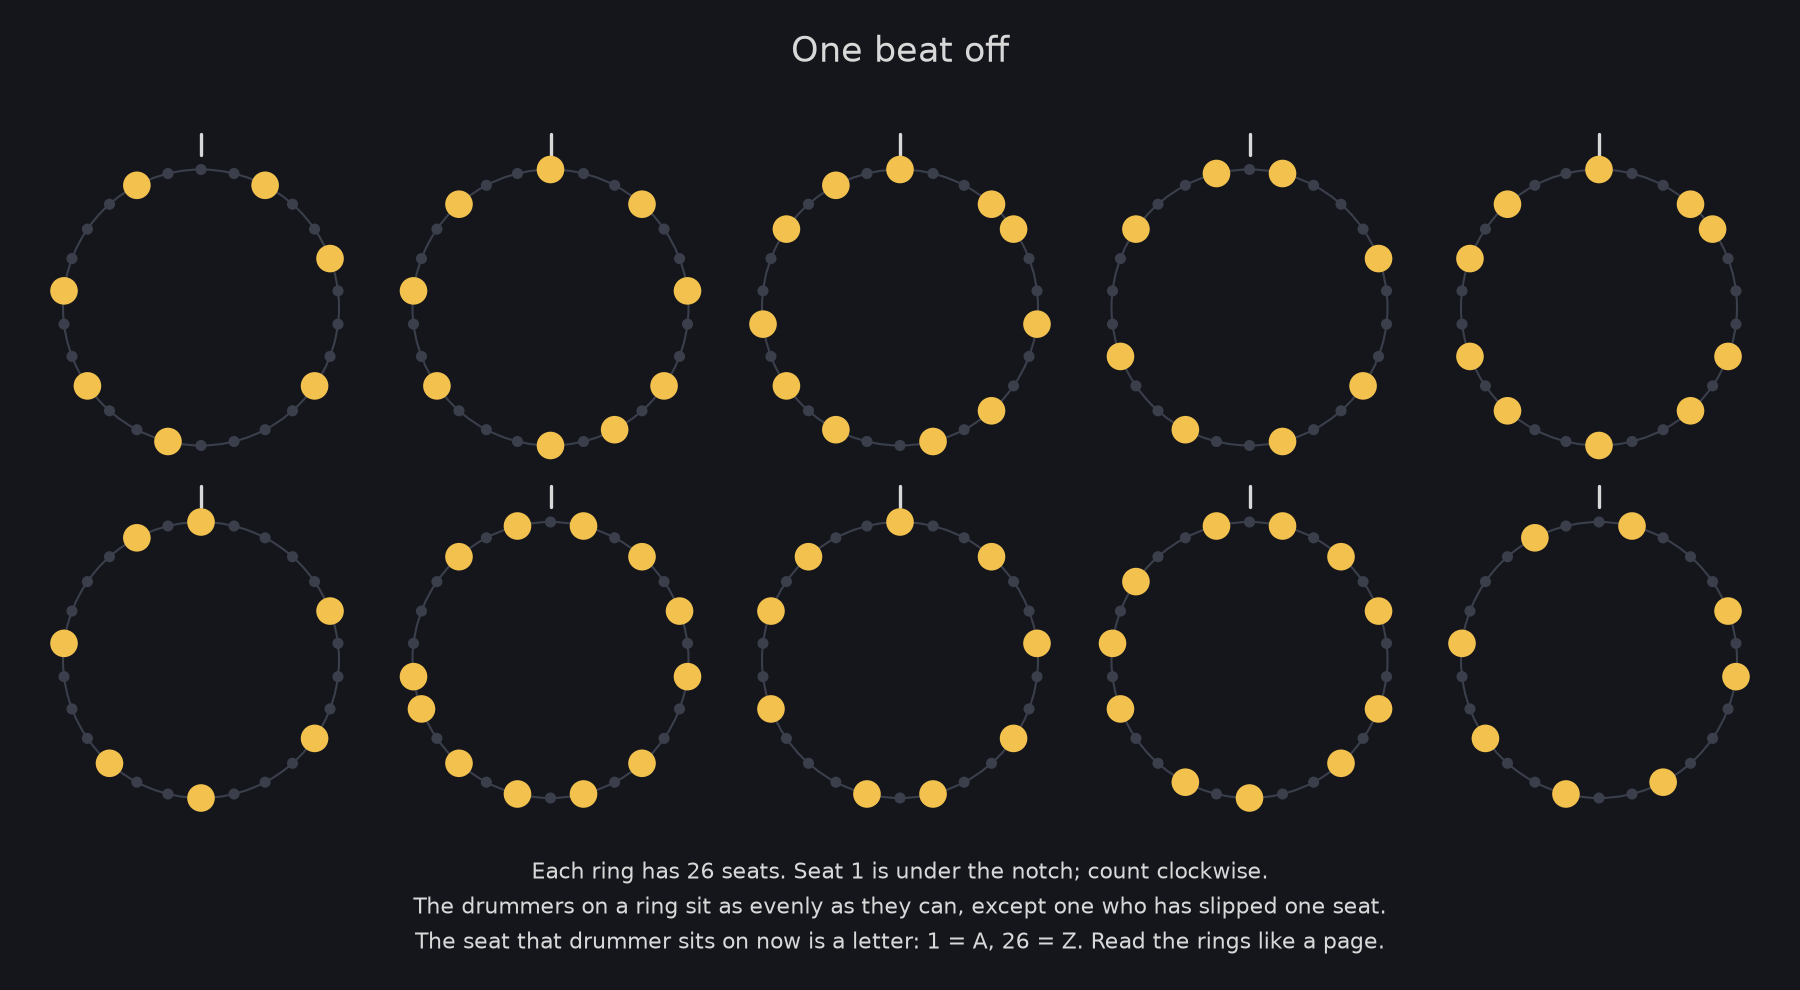 One beat off
Each ring has 26 seats. Seat 1 is under the notch; count clockwise.
The drummers on a ring sit as evenly as they can, except one who has slipped one seat.
The seat that drummer sits on now is a letter: 1 = A, 26 = Z. Read the rings like a page.